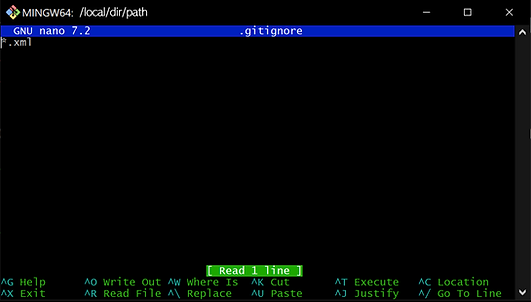 MINGW64: /local/dir/path
GNU nano 7.2 .gitignore
*.xml
[ Read 1 line ]
^G Help ^O Write Out ^W Where Is ^K Cut ^T Execute ^C Location
^X Exit ^R Read File ^\ Replace ^U Paste ^J Justify ^/ Go To Line